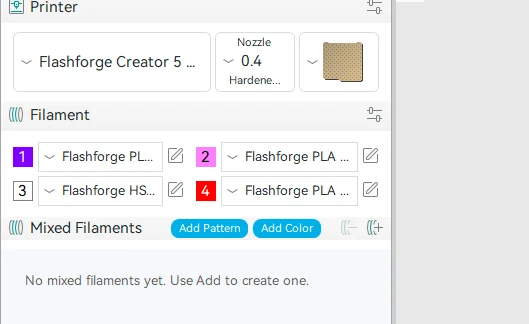 Printer
Nozzle
Flashforge Creator 5 ...
0.4
Hardene...
Filament
1 Flashforge PL... 2 Flashforge PLA ...
3 Flashforge HS... 4 Flashforge PLA ...
Mixed Filaments Add Pattern Add Color
No mixed filaments yet. Use Add to create one.